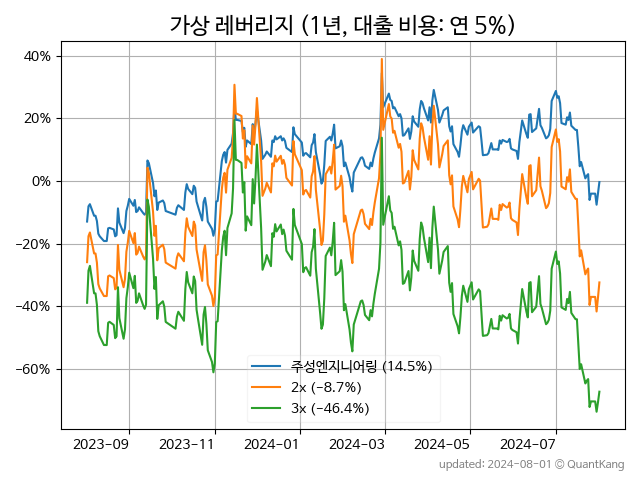 가상 레버리지 (1년, 대출 비용: 연 5%)
40%
20%
0%
−20%
−40%
−60%
주성엔지니어링 (14.5%)
2x (−8.7%)
3x (−46.4%)
2023-09 2023-11 2024-01 2024-03 2024-05 2024-07
updated: 2024-08-01 © QuantKang